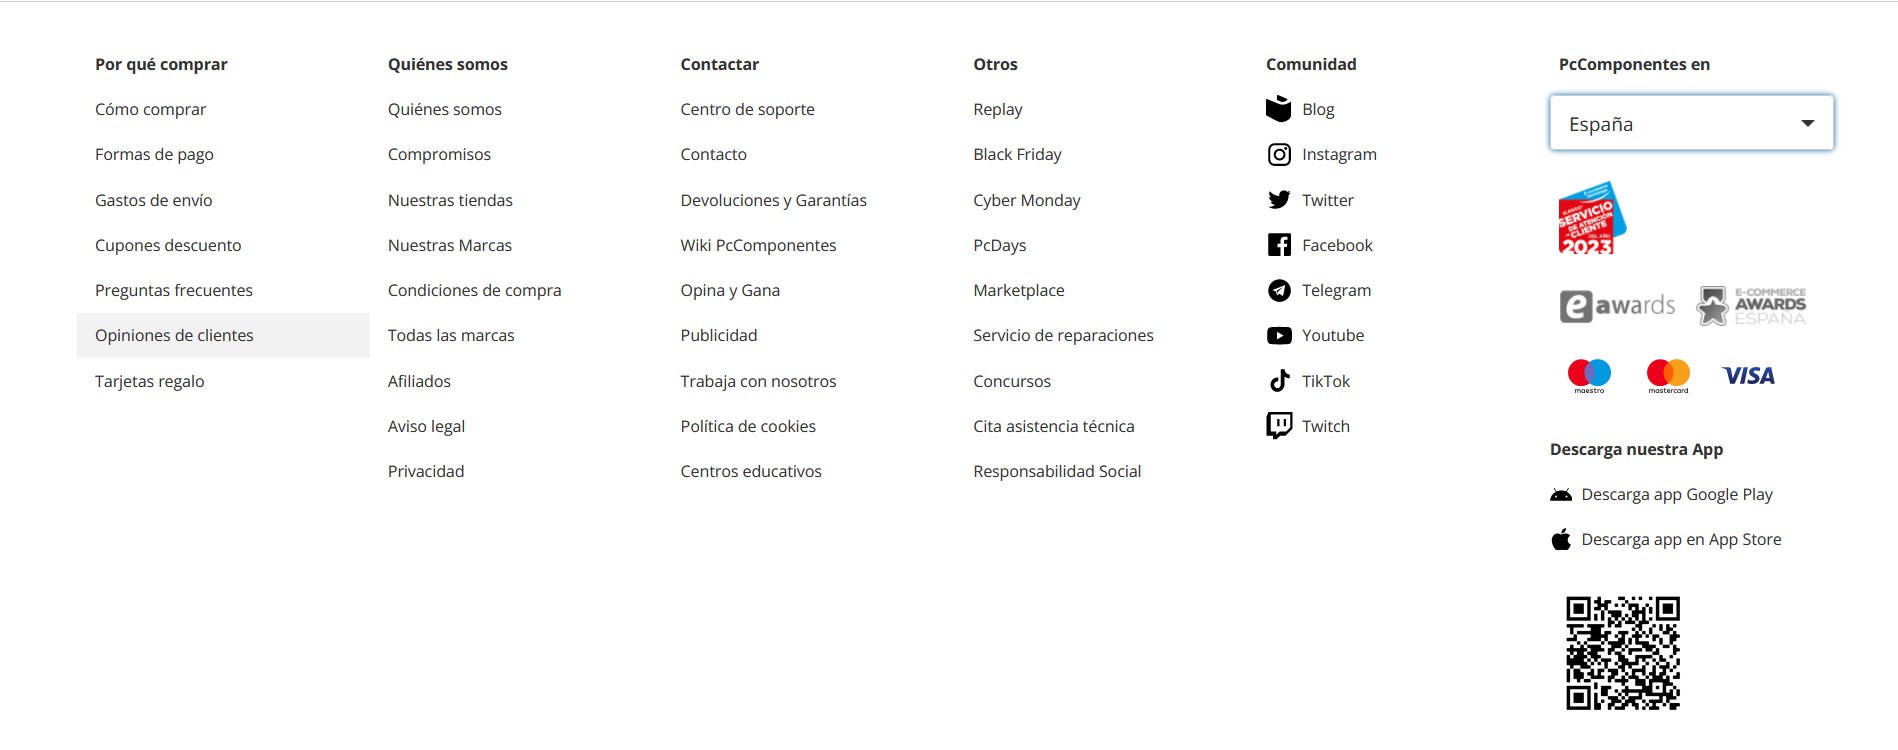 Por qué comprar
Cómo comprar
Formas de pago
Gastos de envío
Cupones descuento
Preguntas frecuentes
Opiniones de clientes
Tarjetas regalo
Quiénes somos
Quiénes somos
Compromisos
Nuestras tiendas
Nuestras Marcas
Condiciones de compra
Todas las marcas
Afiliados
Aviso legal
Privacidad
Contactar
Centro de soporte
Contacto
Devoluciones y Garantías
Wiki PcComponentes
Opina y Gana
Publicidad
Trabaja con nosotros
Política de cookies
Centros educativos
Otros
Replay
Black Friday
Cyber Monday
PcDays
Marketplace
Servicio de reparaciones
Concursos
Cita asistencia técnica
Responsabilidad Social
Comunidad
Blog
Instagram
Twitter
Facebook
Telegram
Youtube
TikTok
Twitch
PcComponentes en
España
SERVICIO
DE ATENCIÓN
CLIENTE
DEL AÑO
2023
e awards
E-COMMERCE
AWARDS
ESPAÑA
maestro
mastercard
VISA
Descarga nuestra App
Descarga app Google Play
Descarga app en App Store